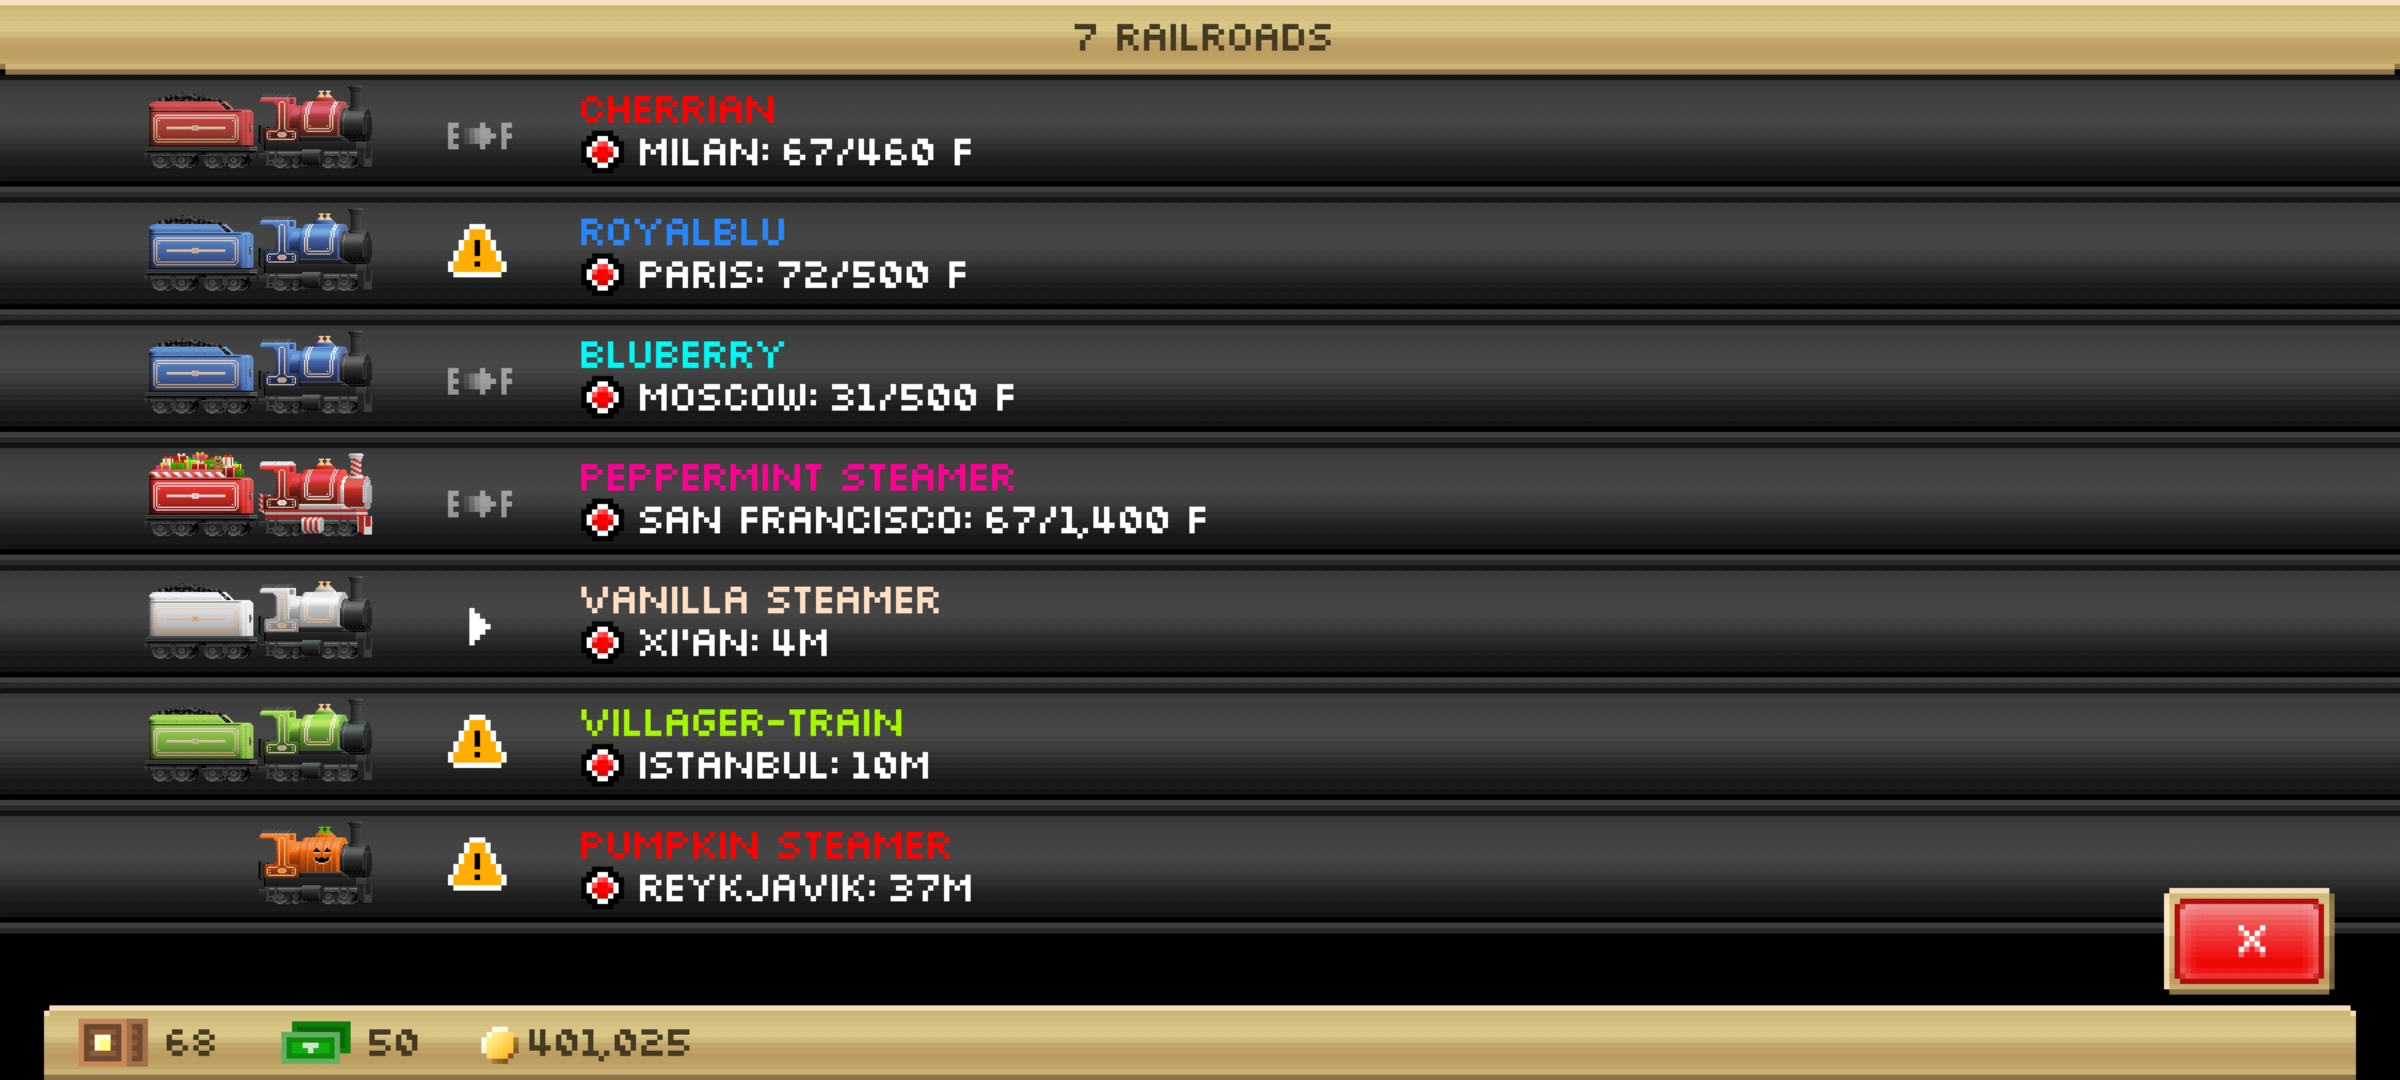 7 RAILROADS
CHERRIAN
E F
MILAN: 67/460 F
ROYALBLU
!
PARIS: 72/500 F
BLUBERRY
E F
MOSCOW: 31/500 F
PEPPERMINT STEAMER
E F
SAN FRANCISCO: 67/1,400 F
VANILLA STEAMER
XI'AN: 4M
VILLAGER-TRAIN
!
ISTANBUL: 10M
PUMPKIN STEAMER
!
REYKJAVIK: 37M
X
68 50 401,025